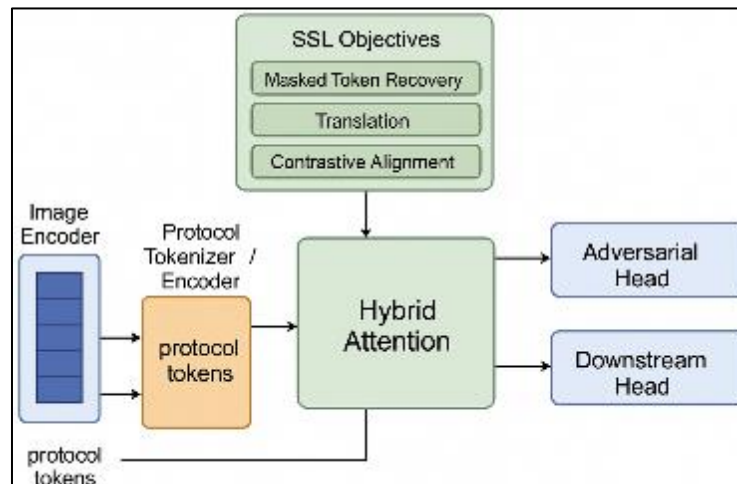 SSL Objectives
Masked Token Recovery
Translation
Contrastive Alignment
Image
Encoder
Protocol
Tokenizer /
Encoder
protocol
tokens
Hybrid
Attention
Adversarial
Head
Downstream
Head
protocol
tokens